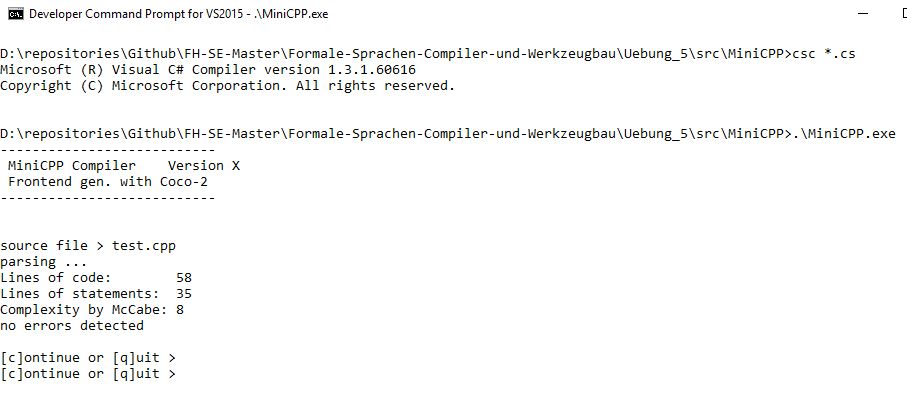 Developer Command Prompt for VS2015 - .\MiniCPP.exe
D:\repositories\Github\FH-SE-Master\Formale-Sprachen-Compiler-und-Werkzeugbau\Uebung_5\src\MiniCPP>csc *.cs
Microsoft (R) Visual C# Compiler version 1.3.1.60616
Copyright (C) Microsoft Corporation. All rights reserved.
D:\repositories\Github\FH-SE-Master\Formale-Sprachen-Compiler-und-Werkzeugbau\Uebung_5\src\MiniCPP>.\MiniCPP.exe
---------------------------
MiniCPP Compiler    Version X
Frontend gen. with Coco-2
---------------------------
source file > test.cpp
parsing ...
Lines of code:        58
Lines of statements:  35
Complexity by McCabe: 8
no errors detected
[c]ontinue or [q]uit >
[c]ontinue or [q]uit >